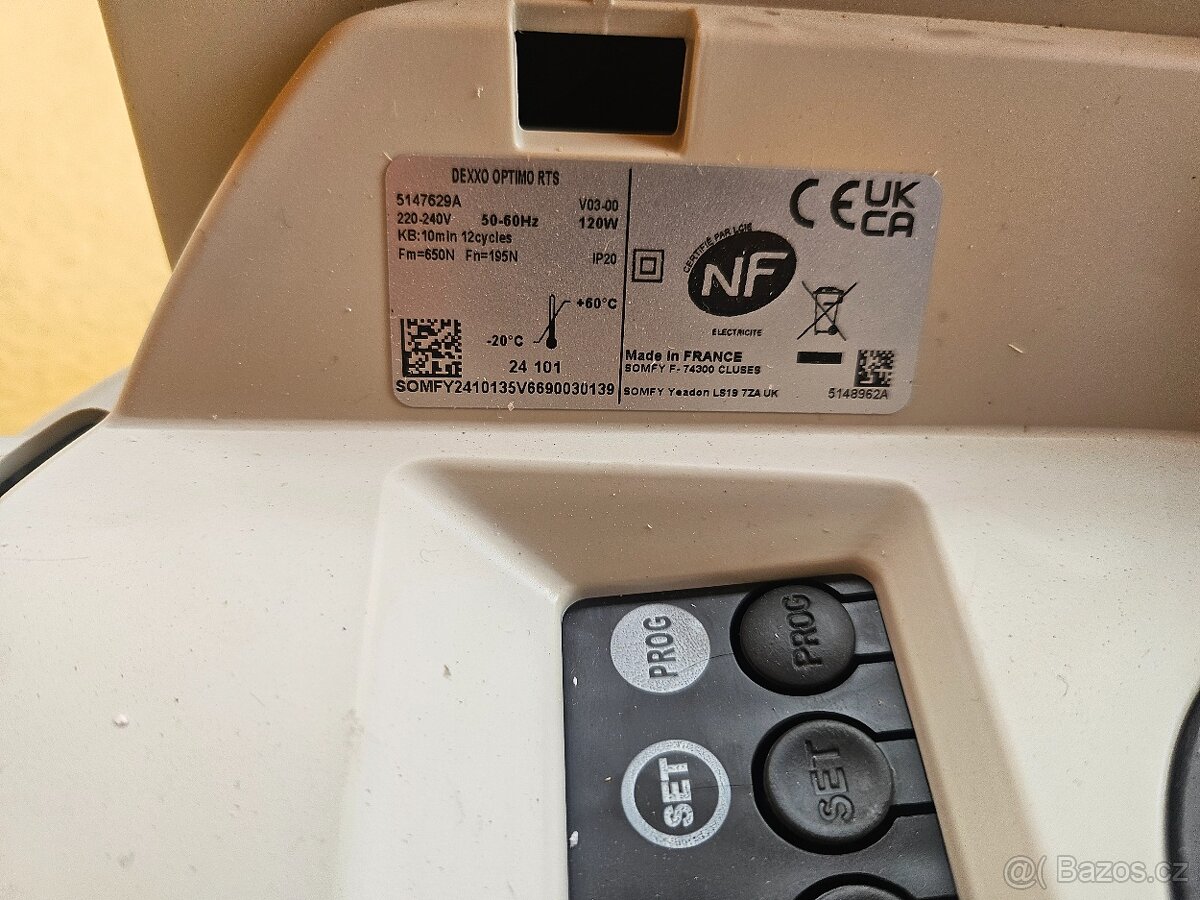 DEXXO OPTIMO RTS
5147629A V03-00
220-240V 50-60Hz 120W
KB:10min 12cycles
Fm=650N Fn=195N IP20
+60°C
-20°C
24 101
SOMFY2410135V6690030139
CE UK CA
CERTIFIÉ PAR LCIE
NF
ELECTRICITE
Made in FRANCE
SOMFY F- 74300 CLUSES
SOMFY Yeadon LS19 7ZA UK
5148962A
PROG PROG
SET SET
@( Bazos.cz